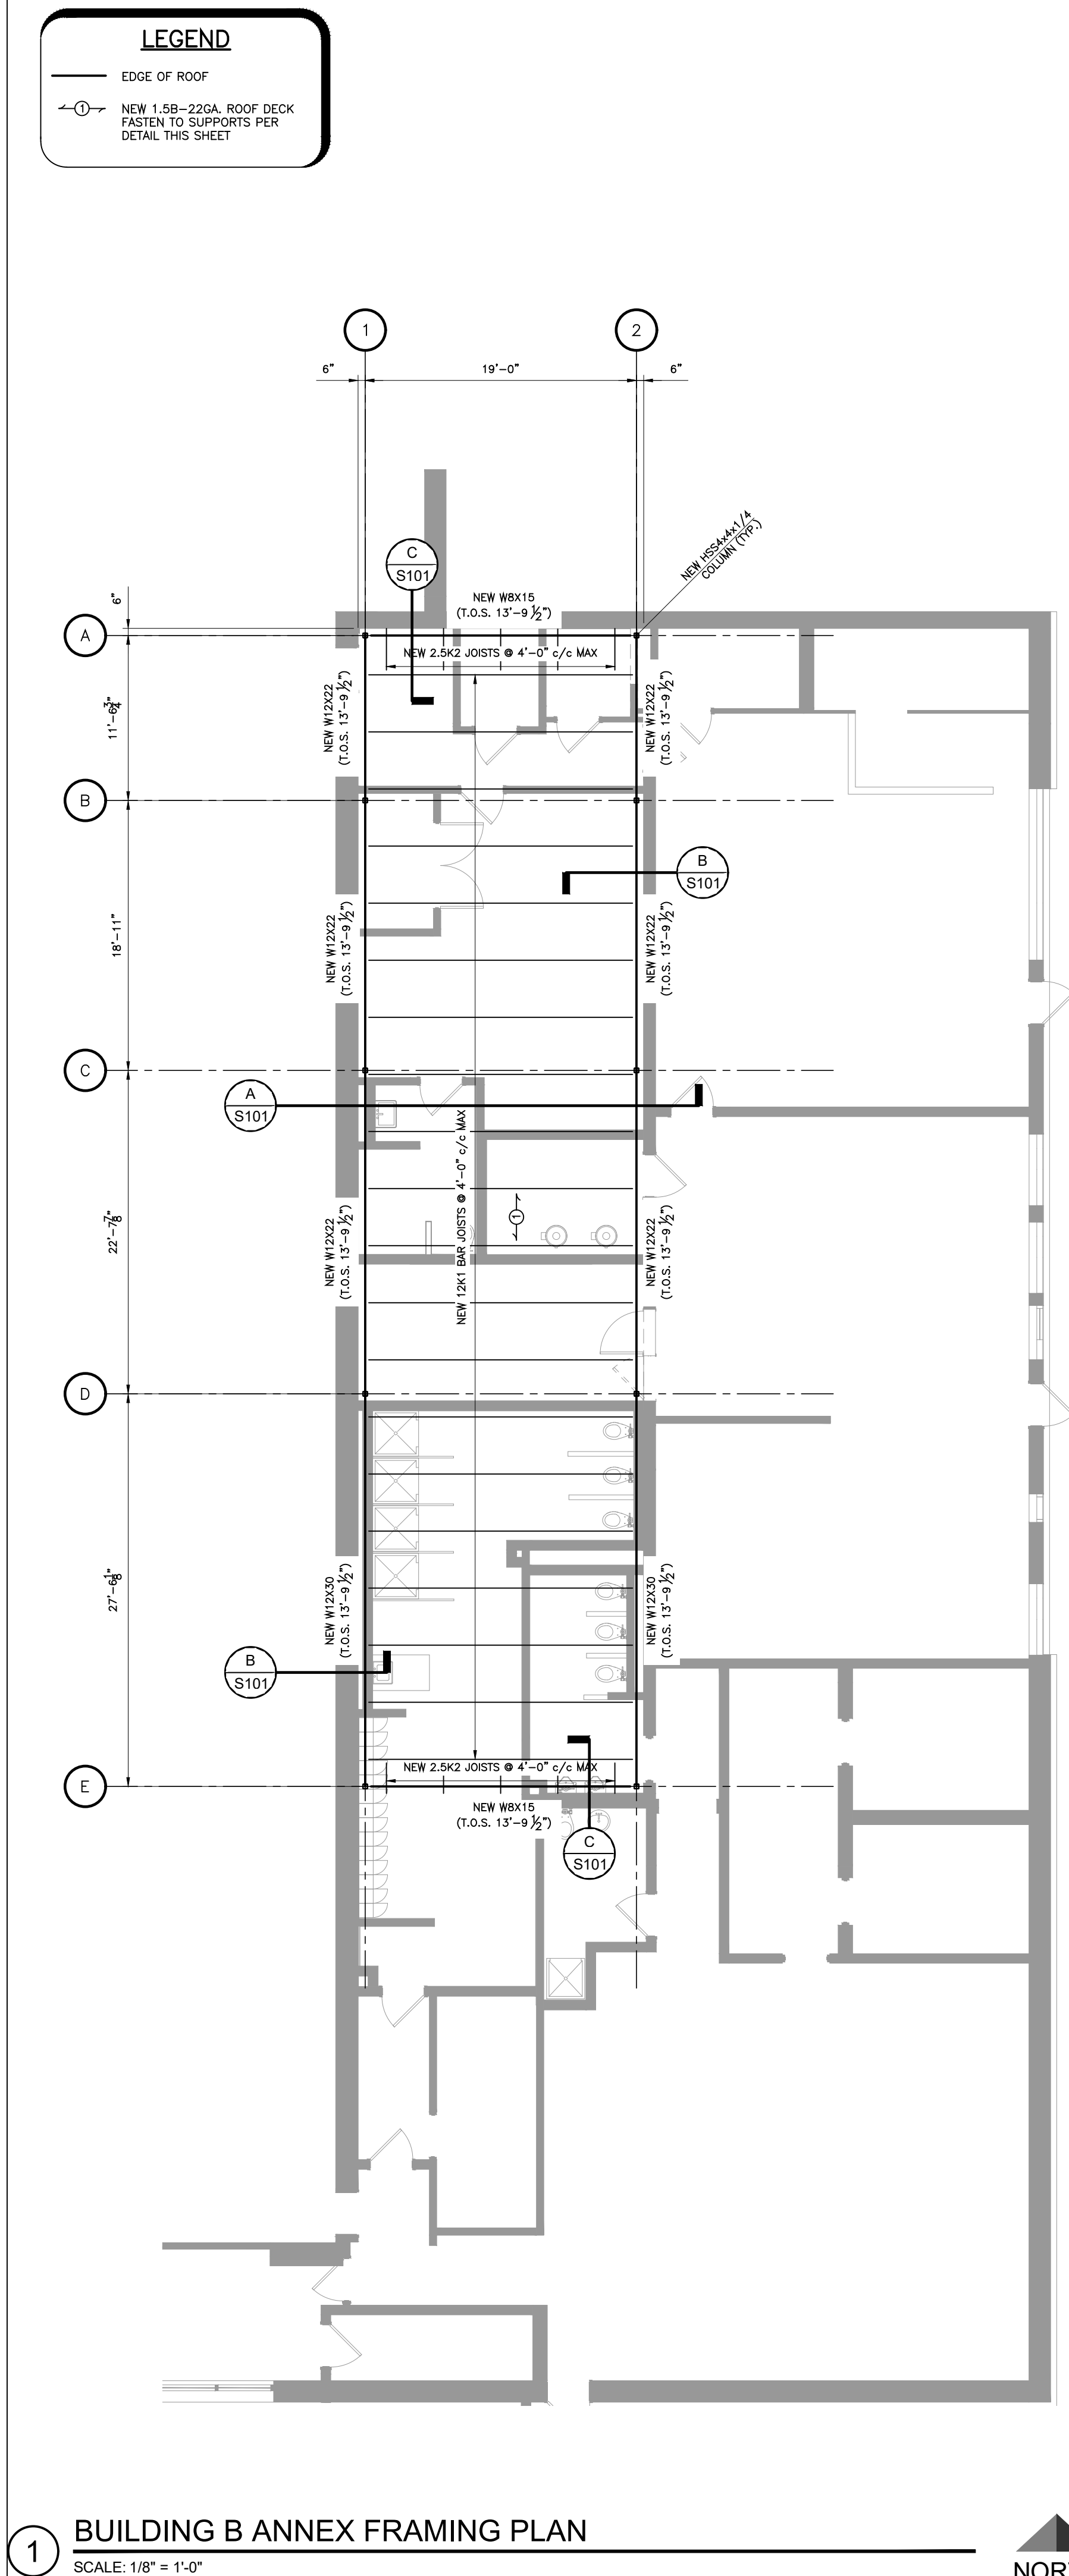 LEGEND
EDGE OF ROOF
1
NEW 1.5B-22GA. ROOF DECK
FASTEN TO SUPPORTS PER
DETAIL THIS SHEET
1
2
6"
19'-0"
6"
NEW HSS4x4x1/4
COLUMN (TYP.)
C
S101
NEW W8X15
(T.O.S. 13'-9 1/2")
6"
A
NEW 2.5K2 JOISTS @ 4'-0" c/c MAX
11'-6 3/4"
NEW W12X22
(T.O.S. 13'-9 1/2")
NEW W12X22
(T.O.S. 13'-9 1/2")
B
B
S101
18'-11"
NEW W12X22
(T.O.S. 13'-9 1/2")
NEW W12X22
(T.O.S. 13'-9 1/2")
C
A
S101
NEW 12K1 BAR JOISTS @ 4'-0" c/c MAX
1
22'-7 7/8"
NEW W12X22
(T.O.S. 13'-9 1/2")
NEW W12X22
(T.O.S. 13'-9 1/2")
D
27'-6 1/8"
NEW W12X30
(T.O.S. 13'-9 1/2")
NEW W12X30
(T.O.S. 13'-9 1/2")
B
S101
NEW 2.5K2 JOISTS @ 4'-0" c/c MAX
E
NEW W8X15
(T.O.S. 13'-9 1/2")
C
S101
1
BUILDING B ANNEX FRAMING PLAN
SCALE: 1/8" = 1'-0"